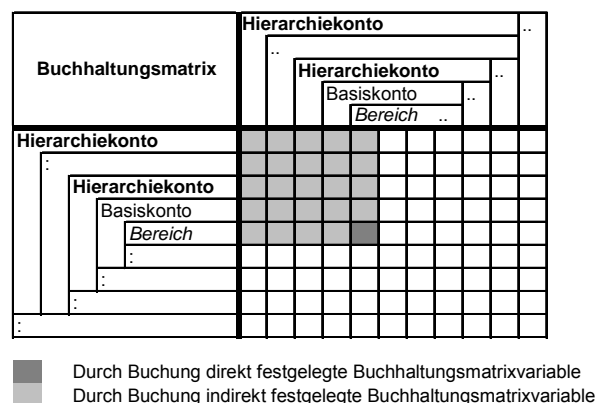 Hierarchiekonto ..
..
Buchhaltungsmatrix
Hierarchiekonto ..
Basiskonto ..
Bereich ..
Hierarchiekonto
:
Hierarchiekonto
Basiskonto
Bereich
:
:
:
:
Durch Buchung direkt festgelegte Buchhaltungsmatrixvariable
Durch Buchung indirekt festgelegte Buchhaltungsmatrixvariable